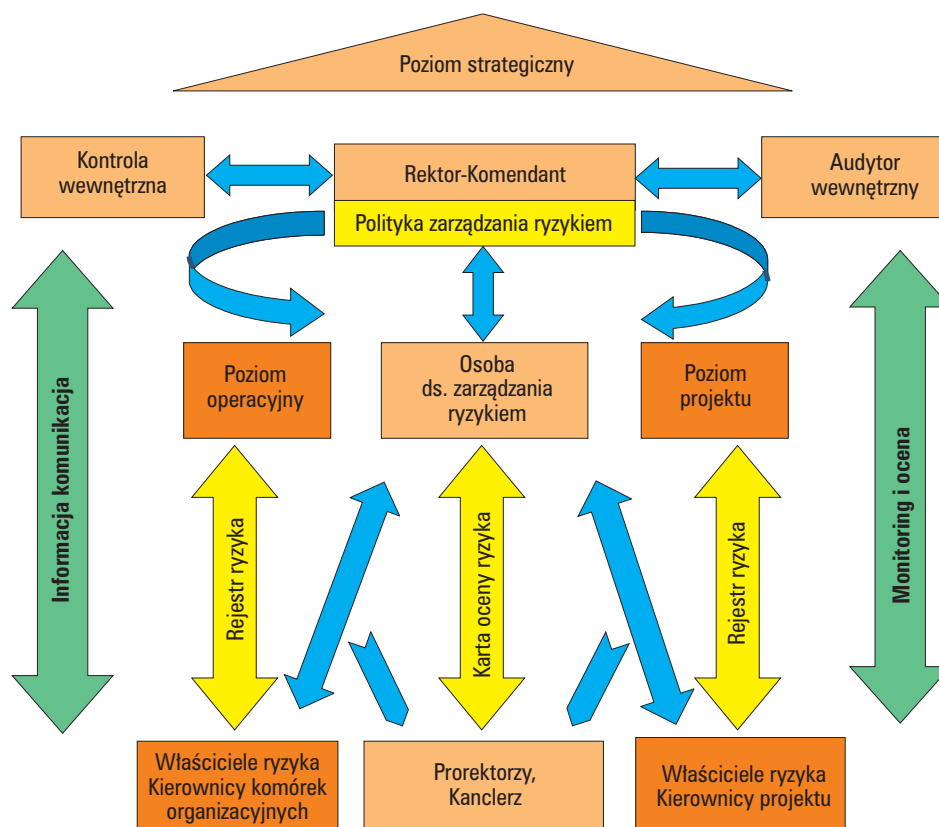 Poziom strategiczny
Kontrola
wewnętrzna
Rektor-Komendant
Audytor
wewnętrzny
Polityka zarządzania ryzykiem
Poziom
operacyjny
Osoba
ds. zarządzania
ryzykiem
Poziom
projektu
Informacja komunikacja
Rejestr ryzyka
Karta oceny ryzyka
Rejestr ryzyka
Monitoring i ocena
Właściciele ryzyka
Kierownicy komórek
organizacyjnych
Prorektorzy,
Kanclerz
Właściciele ryzyka
Kierownicy projektu